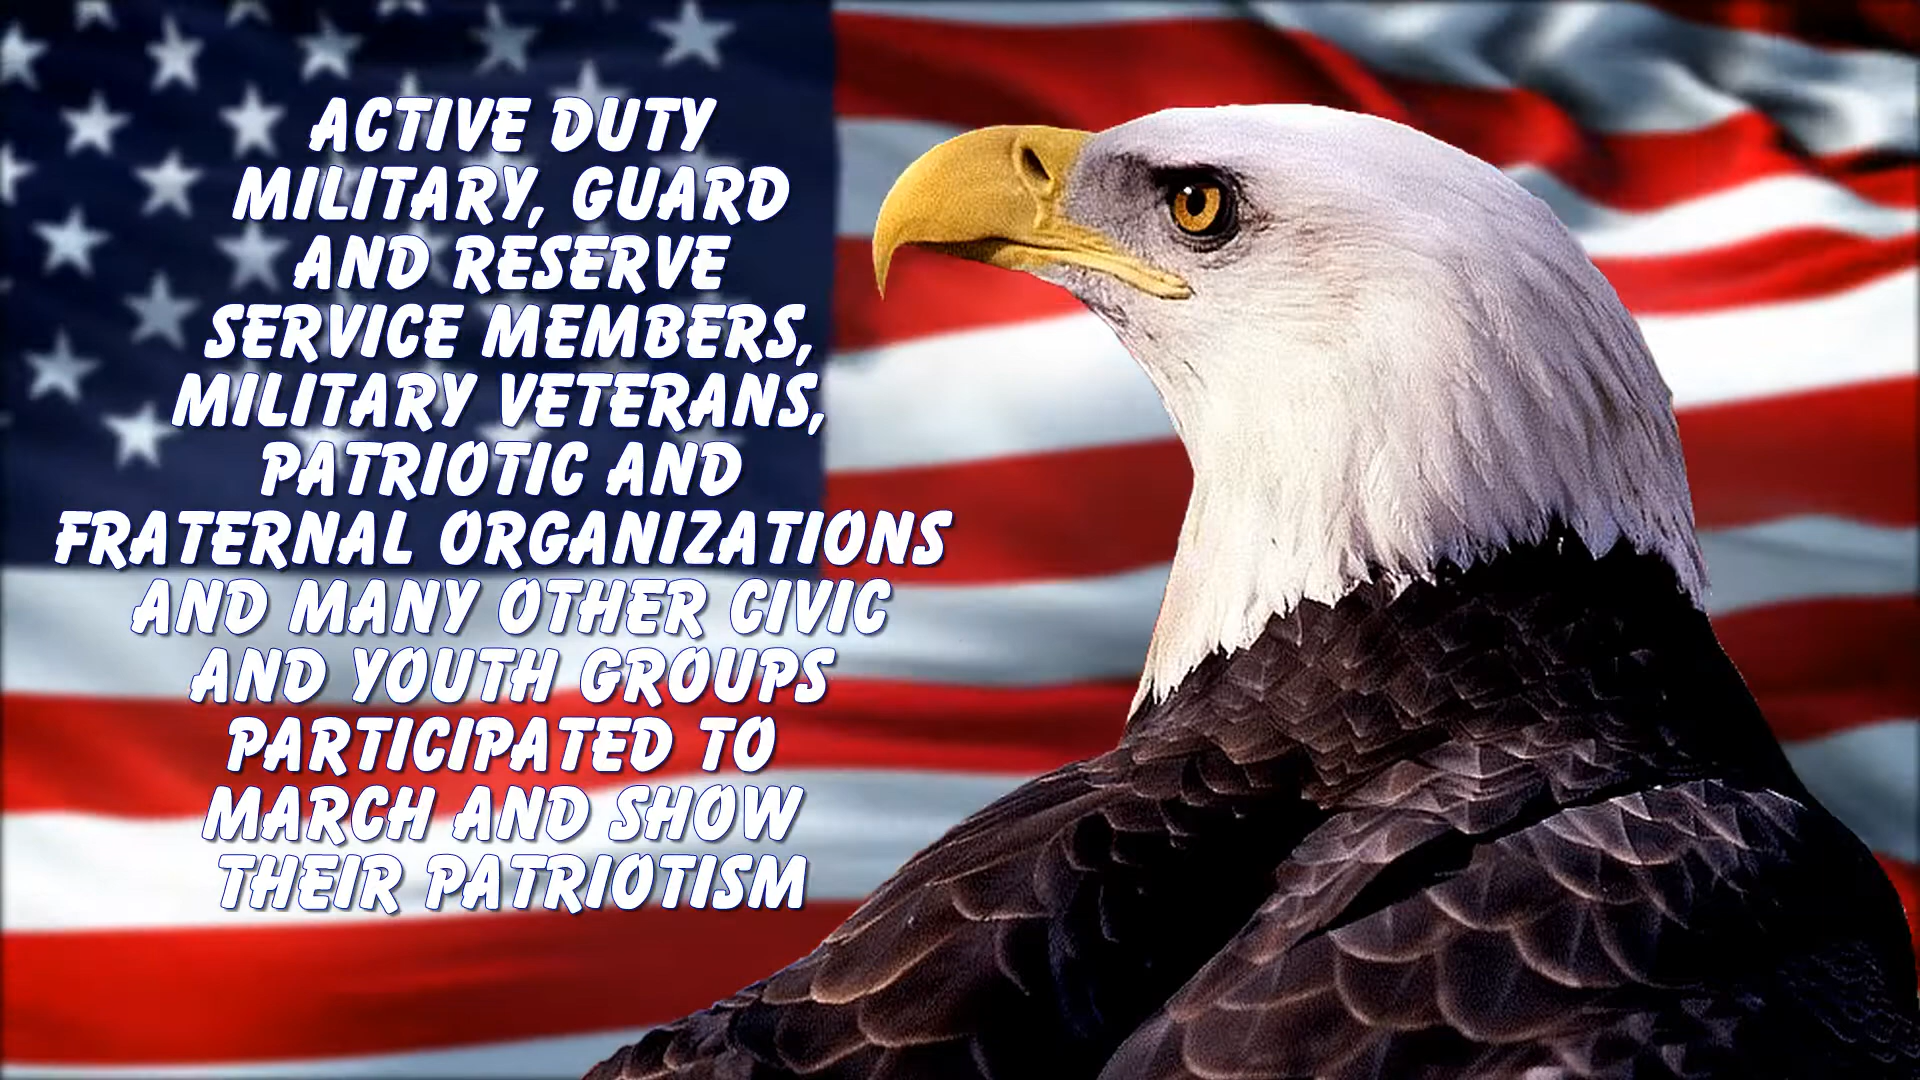 ACTIVE DUTY
MILITARY, GUARD
AND RESERVE
SERVICE MEMBERS,
MILITARY VETERANS,
PATRIOTIC AND
FRATERNAL ORGANIZATIONS
AND MANY OTHER CIVIC
AND YOUTH GROUPS
PARTICIPATED TO
MARCH AND SHOW
THEIR PATRIOTISM